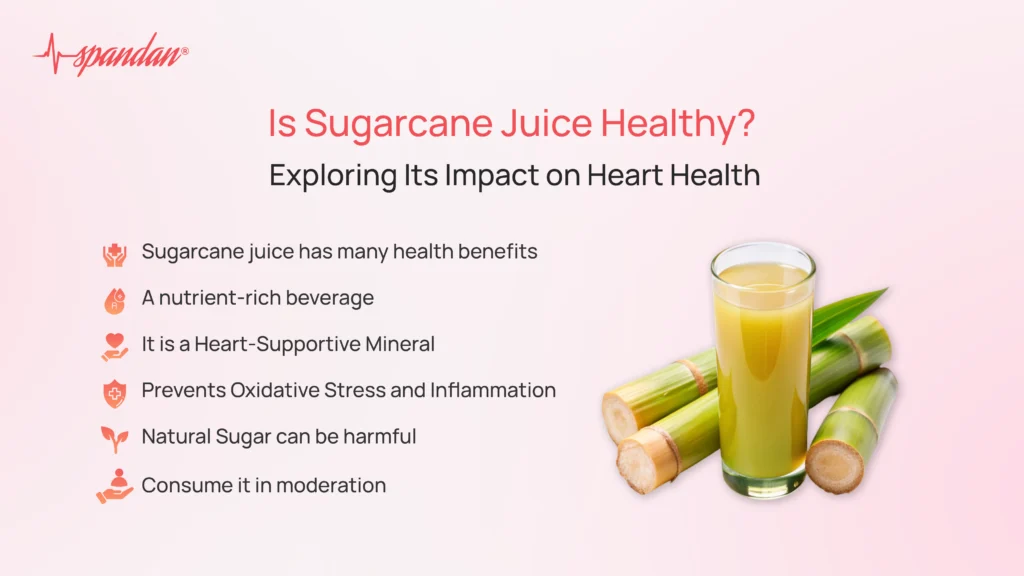 spandan®
Is Sugarcane Juice Healthy?
Exploring Its Impact on Heart Health
Sugarcane juice has many health benefits
A nutrient-rich beverage
It is a Heart-Supportive Mineral
Prevents Oxidative Stress and Inflammation
Natural Sugar can be harmful
Consume it in moderation